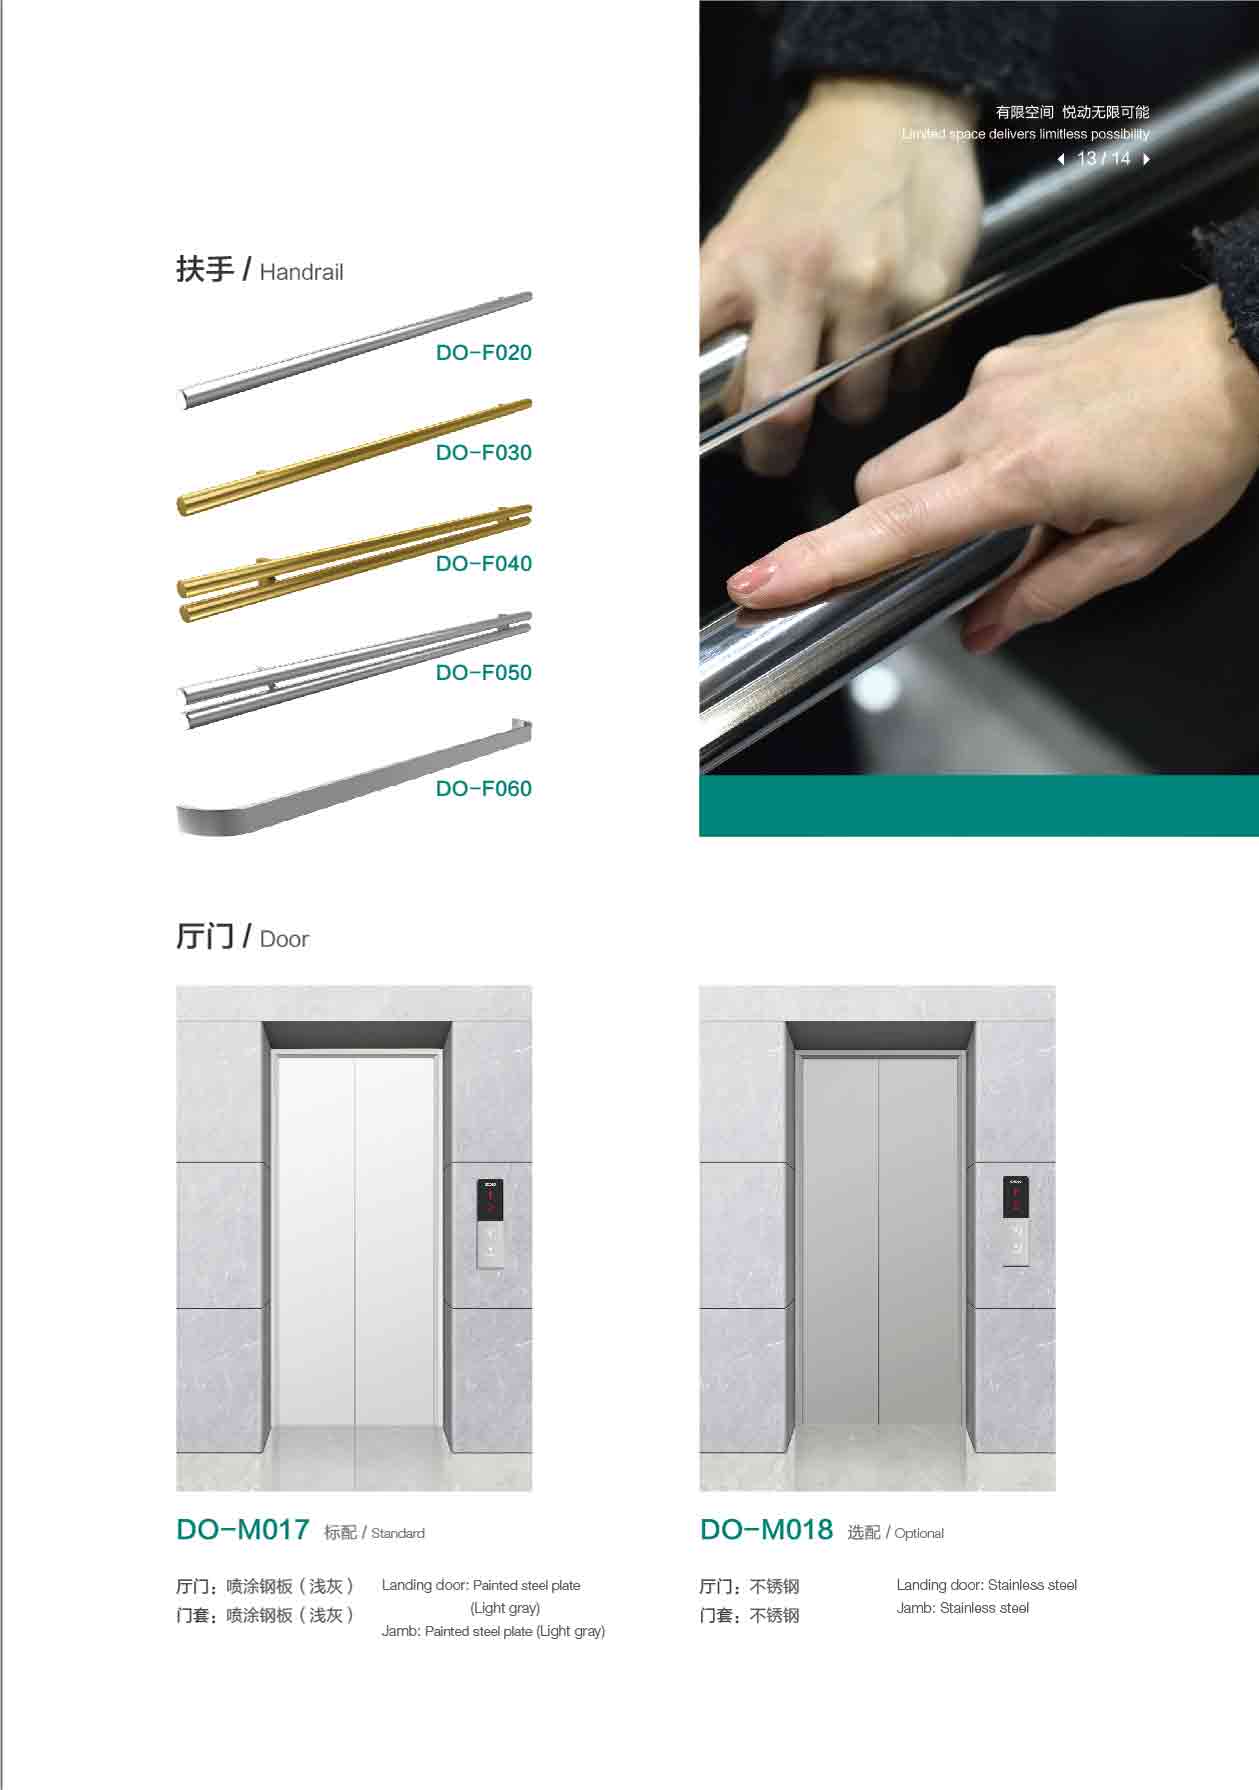 有限空间 悦动无限可能
Limited space delivers limitless possibility
13 / 14
扶手 / Handrail
DO-F020
DO-F030
DO-F040
DO-F050
DO-F060
厅门 / Door
DO-M017 标配 / Standard
厅门：喷涂钢板（浅灰）
门套：喷涂钢板（浅灰）
Landing door: Painted steel plate
(Light gray)
Jamb: Painted steel plate (Light gray)
DO-M018 选配 / Optional
厅门：不锈钢
门套：不锈钢
Landing door: Stainless steel
Jamb: Stainless steel